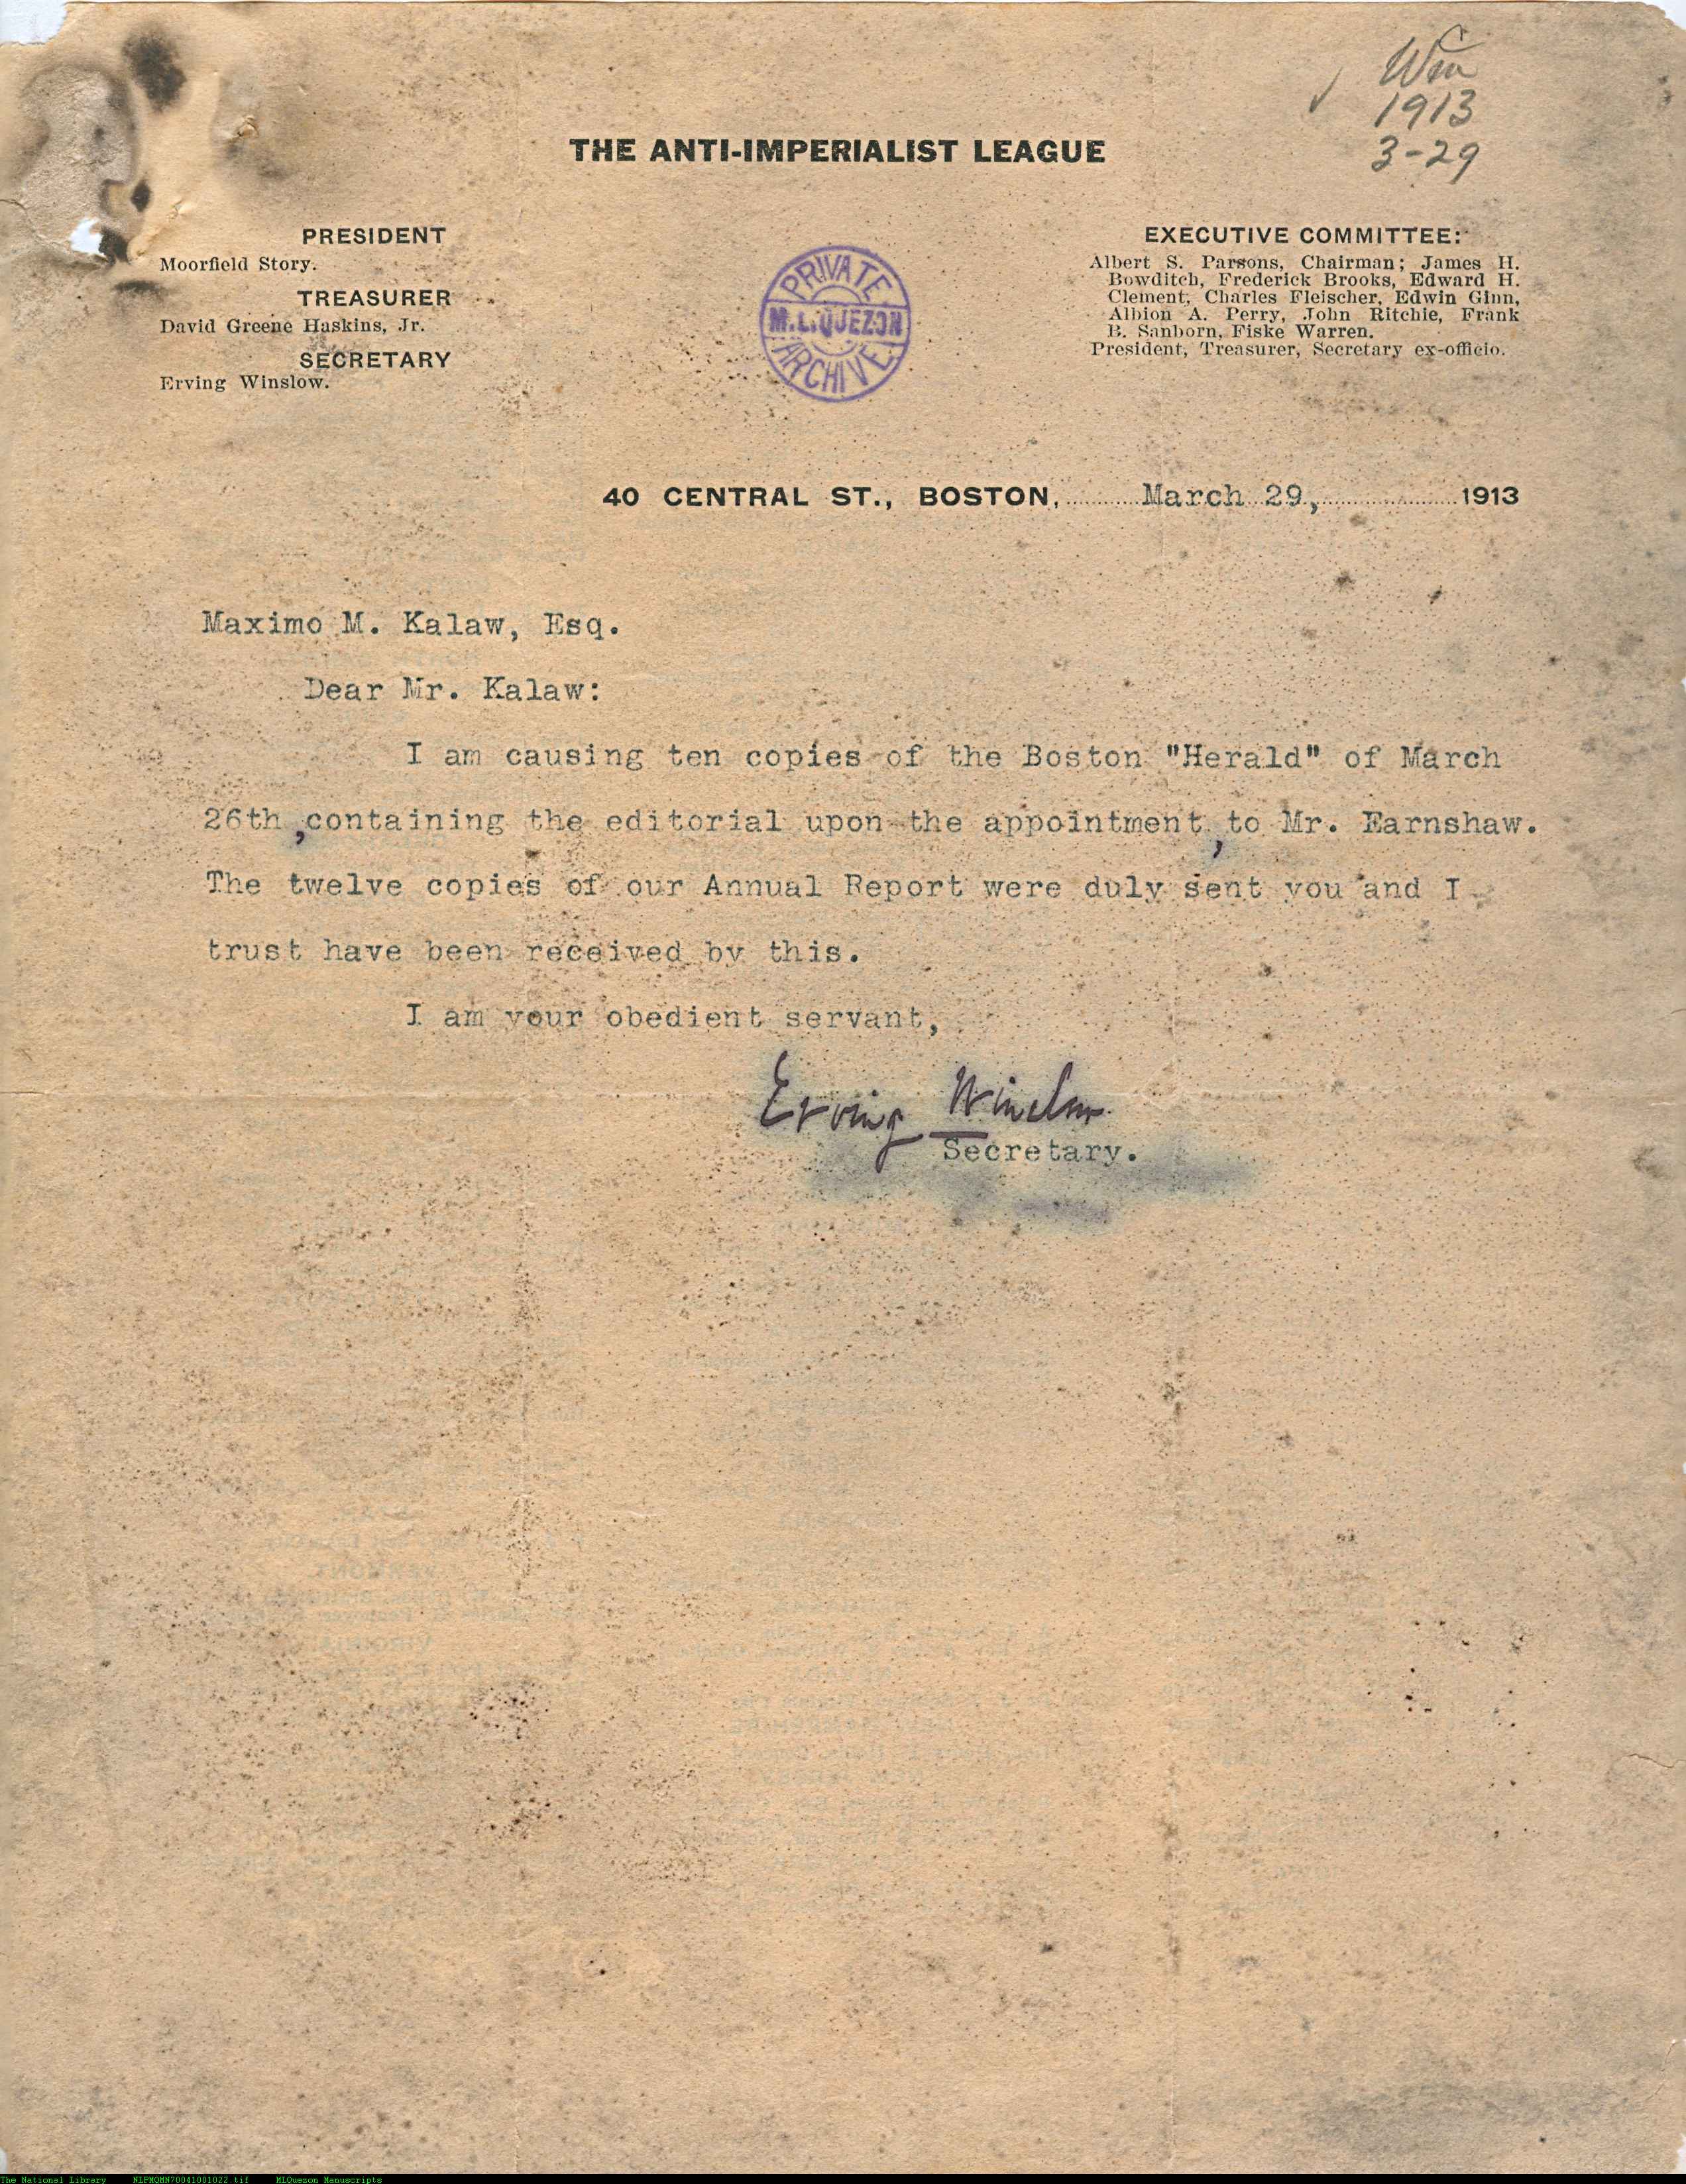 Win
1913
3-29
THE ANTI-IMPERIALIST LEAGUE
PRESIDENT
Moorfield Story.
TREASURER
David Greene Haskins, Jr.
SECRETARY
Erving Winslow.
PRIVATE
M.L.QUEZON
ARCHIVE
EXECUTIVE COMMITTEE:
Albert S. Parsons, Chairman; James H.
Bowditch, Frederick Brooks, Edward H.
Clement, Charles Fleischer, Edwin Ginn,
Albion A. Perry, John Ritchie, Frank
B. Sanborn, Fiske Warren.
President, Treasurer, Secretary ex-officio.
40 CENTRAL ST., BOSTON, March 29, 1913
Maximo M. Kalaw, Esq.
Dear Mr. Kalaw:
I am causing ten copies of the Boston "Herald" of March
26th, containing the editorial upon the appointment, to Mr. Earnshaw.
The twelve copies of our Annual Report were duly sent you and I
trust have been received by this.
I am your obedient servant,
Erving Winslow
Secretary.
VERMONT
VIRGINIA
The National Library NLPMQMN70041001022.tif MLQuezon Manuscripts